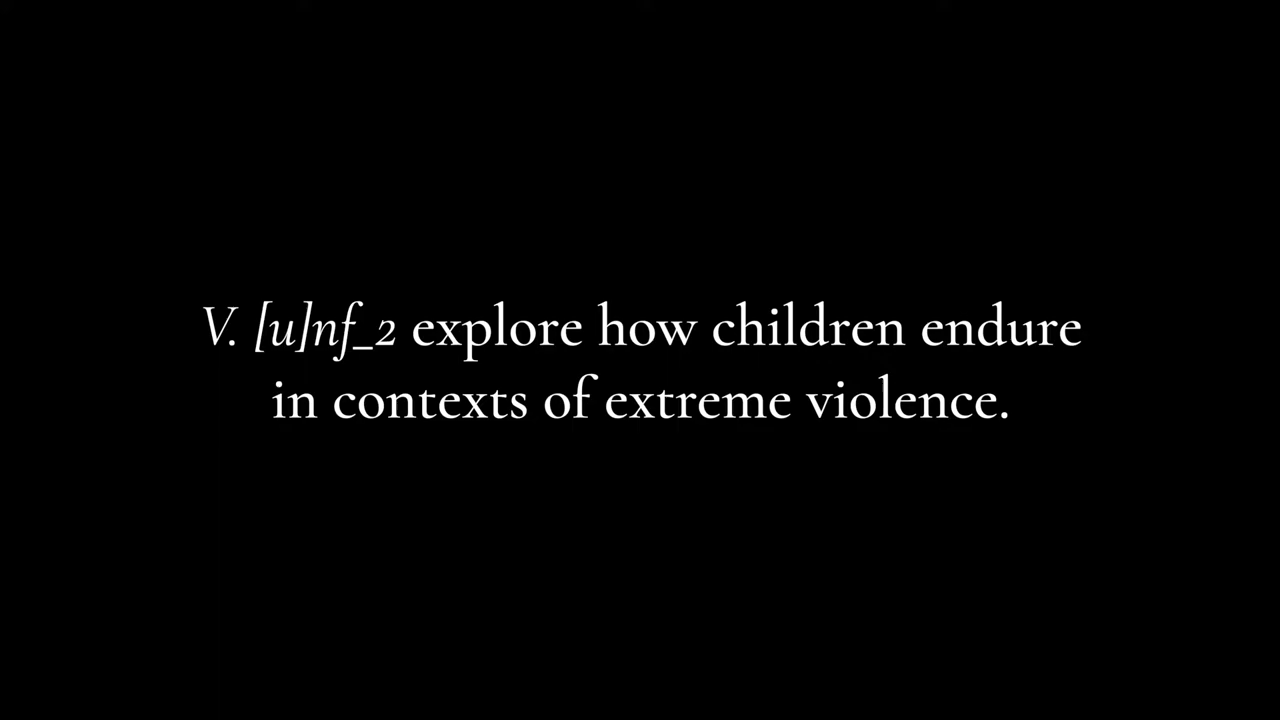 V. [u]nf_2 explore how children endure
in contexts of extreme violence.